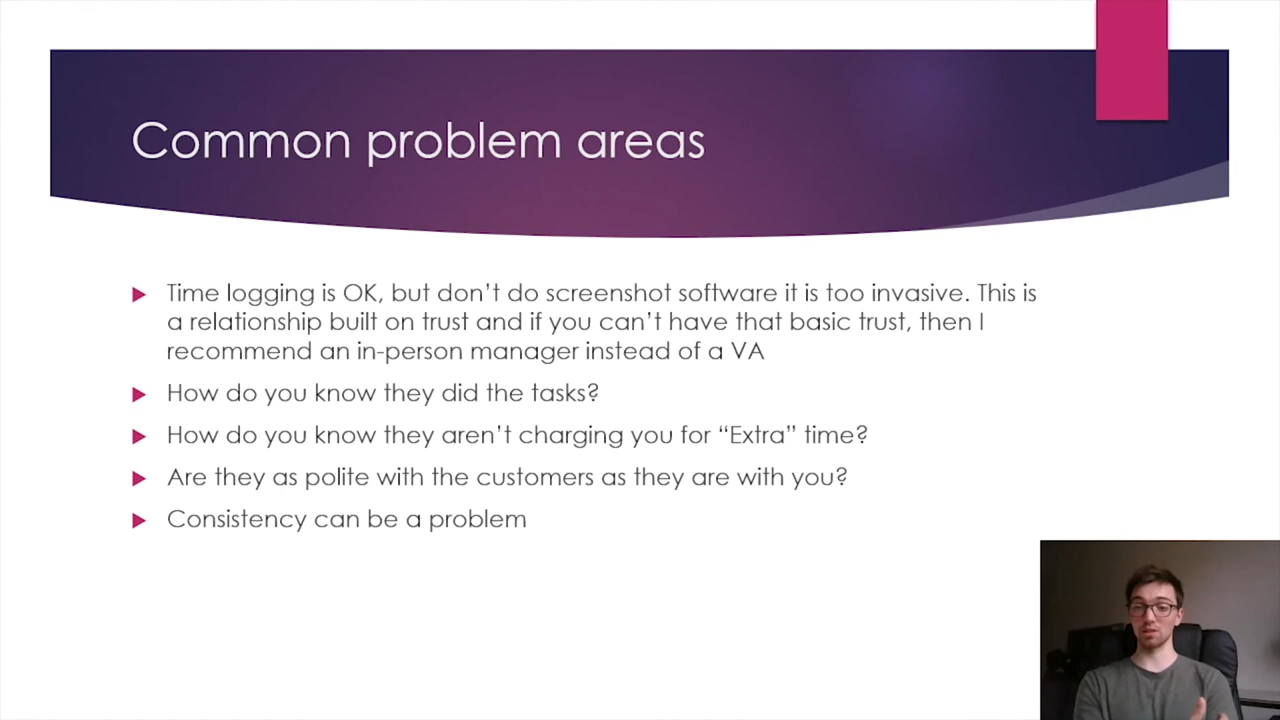 Common problem areas
Time logging is OK, but don't do screenshot software it is too invasive. This is
a relationship built on trust and if you can't have that basic trust, then I
recommend an in-person manager instead of a VA
How do you know they did the tasks?
How do you know they aren't charging you for “Extra” time?
Are they as polite with the customers as they are with you?
Consistency can be a problem